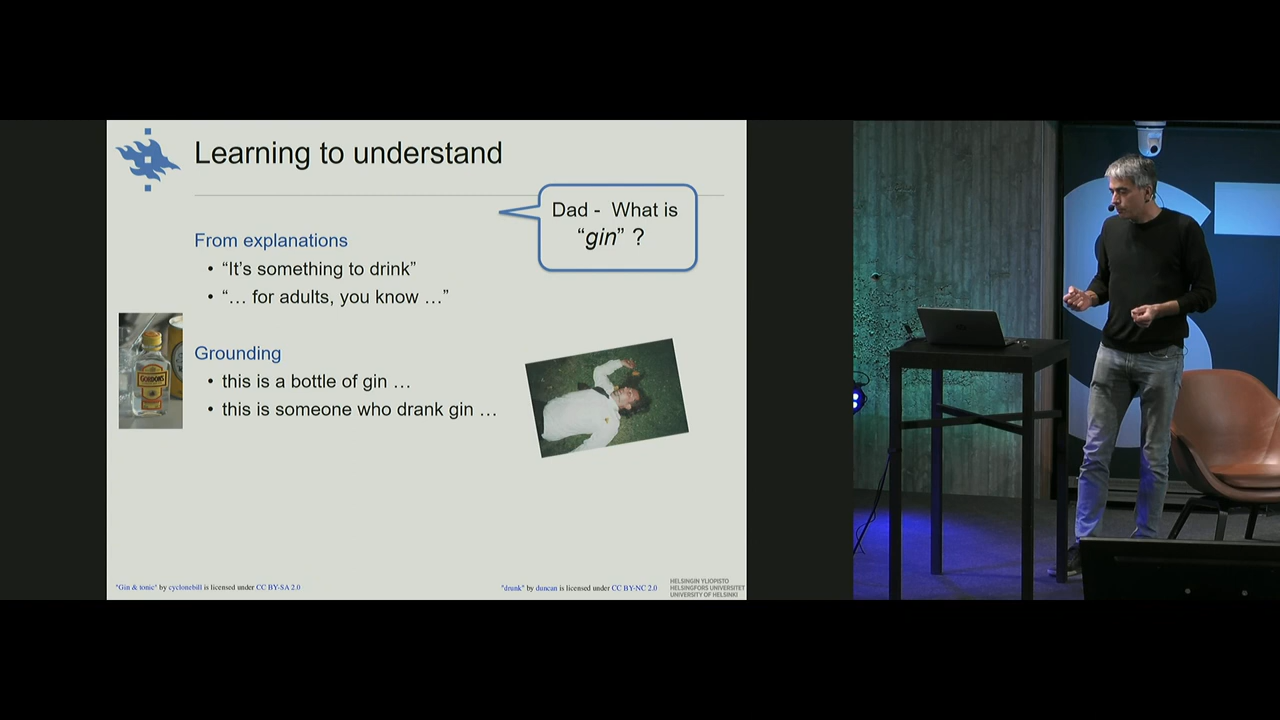 Learning to understand
Dad - What is
“gin” ?
From explanations
• “It’s something to drink”
• “… for adults, you know …”
Grounding
• this is a bottle of gin …
• this is someone who drank gin …
GORDON'S
"Gin & tonic" by cyclonebill is licensed under CC BY-SA 2.0
"drunk" by duncan is licensed under CC BY-NC 2.0
HELSINGIN YLIOPISTO
HELSINGFORS UNIVERSITET
UNIVERSITY OF HELSINKI